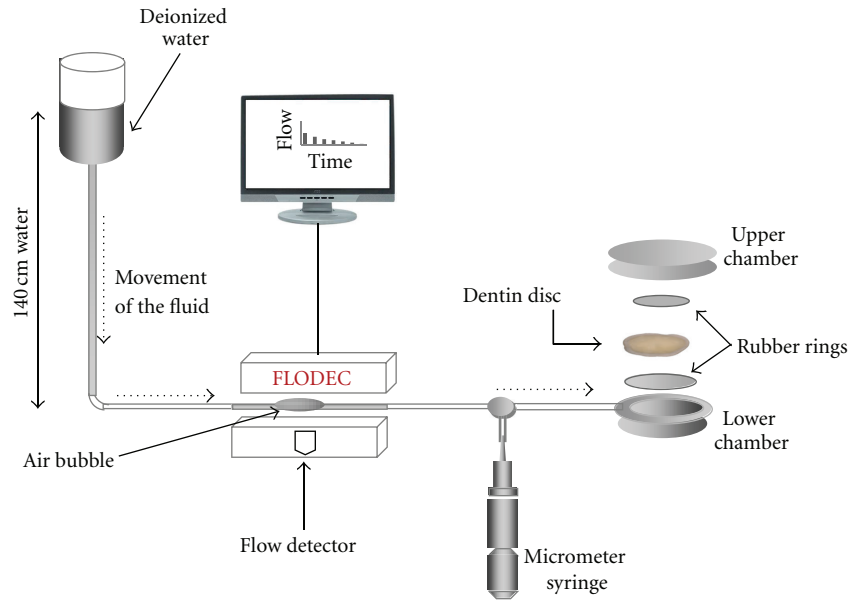 Deionized
water
140 cm water
Movement
of the fluid
Flow
Time
FLODEC
Air bubble
Flow detector
Micrometer
syringe
Dentin disc
Upper
chamber
Rubber rings
Lower
chamber